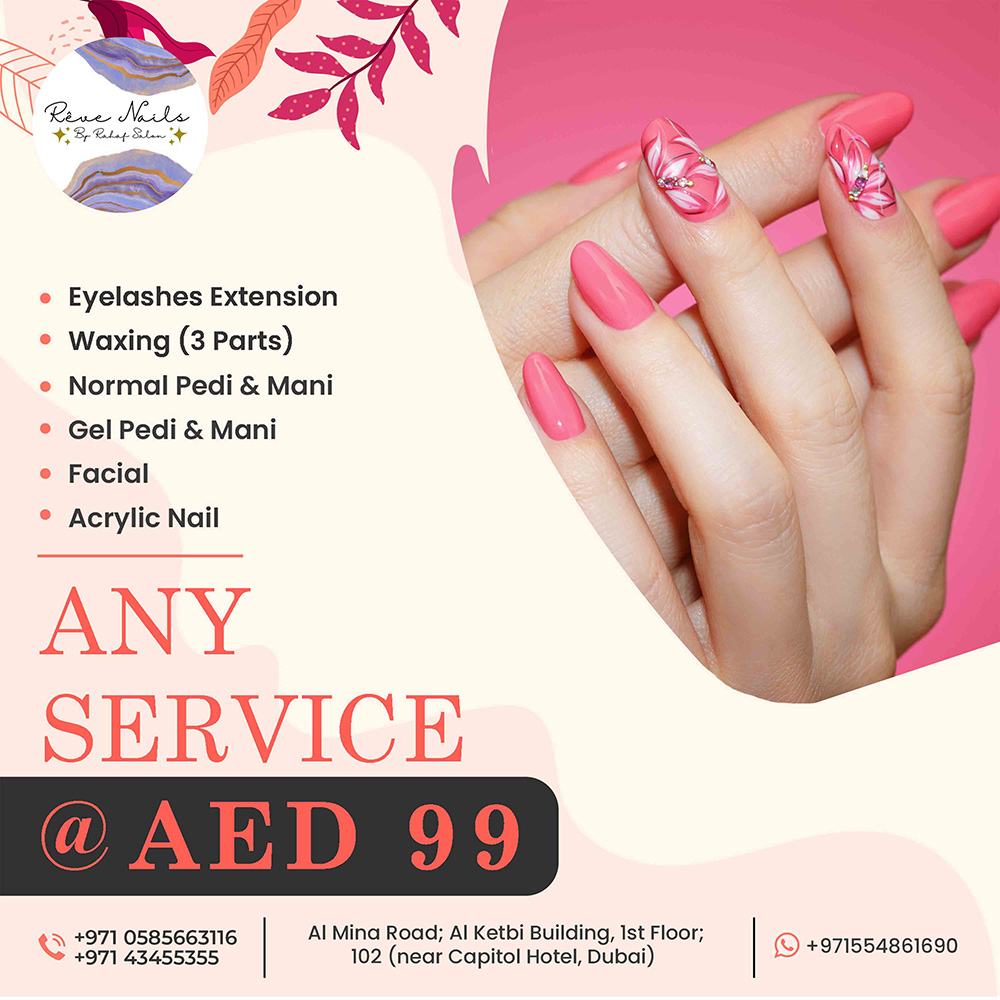 Rêve Nails
By Rahaf Salon
Eyelashes Extension
Waxing (3 Parts)
Normal Pedi & Mani
Gel Pedi & Mani
Facial
Acrylic Nail
ANY
SERVICE
@ AED 99
+971 0585663116
+971 43455355
Al Mina Road; Al Ketbi Building, 1st Floor;
102 (near Capitol Hotel, Dubai)
+971554861690